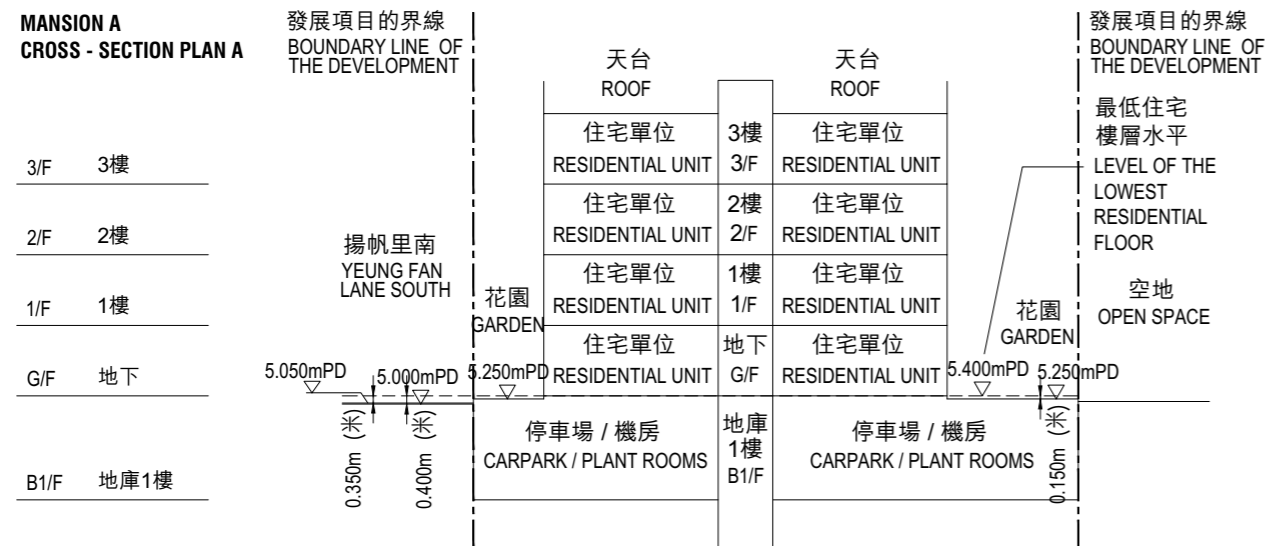 MANSION A
CROSS - SECTION PLAN A
發展項目的界線
BOUNDARY LINE OF
THE DEVELOPMENT
發展項目的界線
BOUNDARY LINE OF
THE DEVELOPMENT
天台
ROOF
天台
ROOF
最低住宅
樓層水平
LEVEL OF THE
LOWEST
RESIDENTIAL
FLOOR
3/F 3樓
住宅單位
RESIDENTIAL UNIT
3樓
3/F
住宅單位
RESIDENTIAL UNIT
2/F 2樓
住宅單位
RESIDENTIAL UNIT
2樓
2/F
住宅單位
RESIDENTIAL UNIT
揚帆里南
YEUNG FAN
LANE SOUTH
1/F 1樓
花園
GARDEN
住宅單位
RESIDENTIAL UNIT
1樓
1/F
住宅單位
RESIDENTIAL UNIT
花園
GARDEN
空地
OPEN SPACE
G/F 地下
5.050mPD
5.000mPD
5.250mPD
住宅單位
RESIDENTIAL UNIT
地下
G/F
住宅單位
RESIDENTIAL UNIT
5.400mPD
5.250mPD
B1/F 地庫1樓
0.350m (米)
0.400m (米)
停車場 / 機房
CARPARK / PLANT ROOMS
地庫
1樓
B1/F
停車場 / 機房
CARPARK / PLANT ROOMS
0.150m (米)